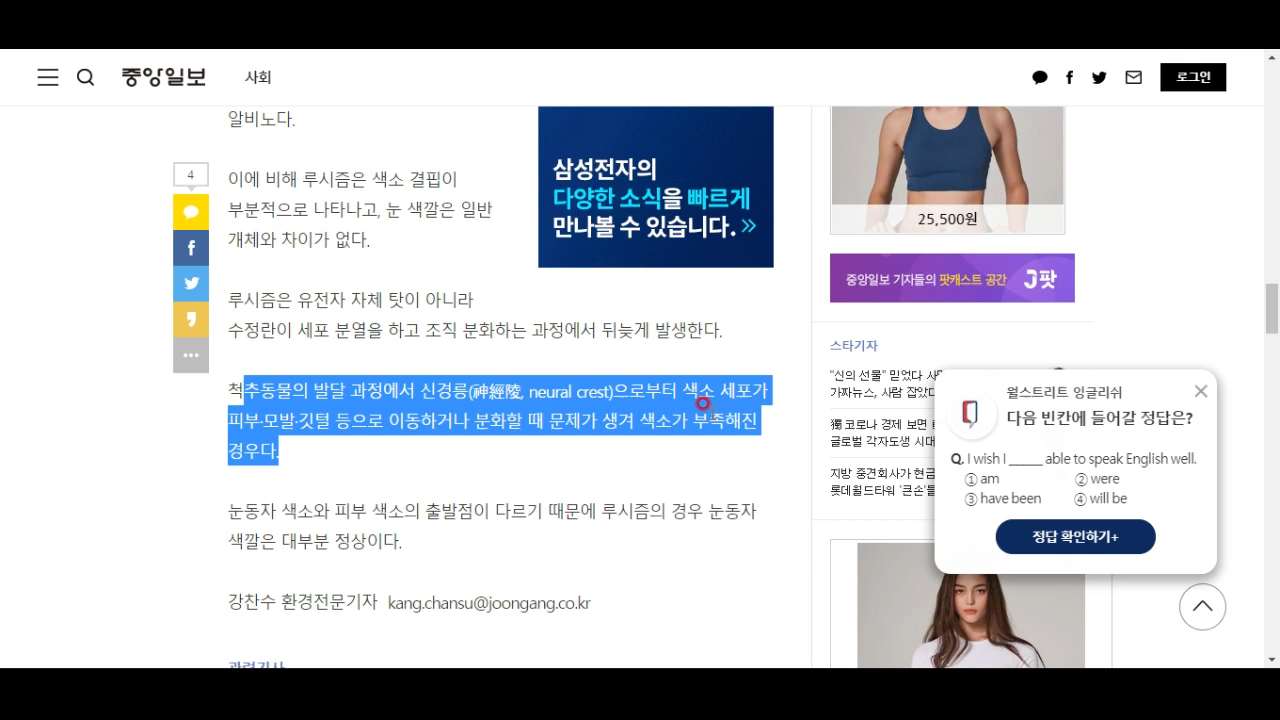 중앙일보
사회
로그인
알비노다.
4
이에 비해 루시즘은 색소 결핍이
부분적으로 나타나고, 눈 색깔은 일반
개체와 차이가 없다.
루시즘은 유전자 자체 탓이 아니라
수정란이 세포 분열을 하고 조직 분화하는 과정에서 뒤늦게 발생한다.
척추동물의 발달 과정에서 신경릉(神經陵, neural crest)으로부터 색소 세포가
피부·모발·깃털 등으로 이동하거나 분화할 때 문제가 생겨 색소가 부족해진
경우다.
눈동자 색소와 피부 색소의 출발점이 다르기 때문에 루시즘의 경우 눈동자
색깔은 대부분 정상이다.
강찬수 환경전문기자 kang.chansu@joongang.co.kr
관련기사
삼성전자의
다양한 소식을 빠르게
만나볼 수 있습니다.
25,500원
중앙일보 기자들의 팟캐스트 공간 J팟
스타기자
"신의 선물" 믿었다
가짜뉴스, 사람 잡았다
獨 코로나 경제 보면
글로벌 각자도생 시대
지방 중견회사가 현금
롯데월드타워 '큰손'
월스트리트 잉글리쉬
다음 빈칸에 들어갈 정답은?
Q. I wish I _____ able to speak English well.
① am ② were
③ have been ④ will be
정답 확인하기+